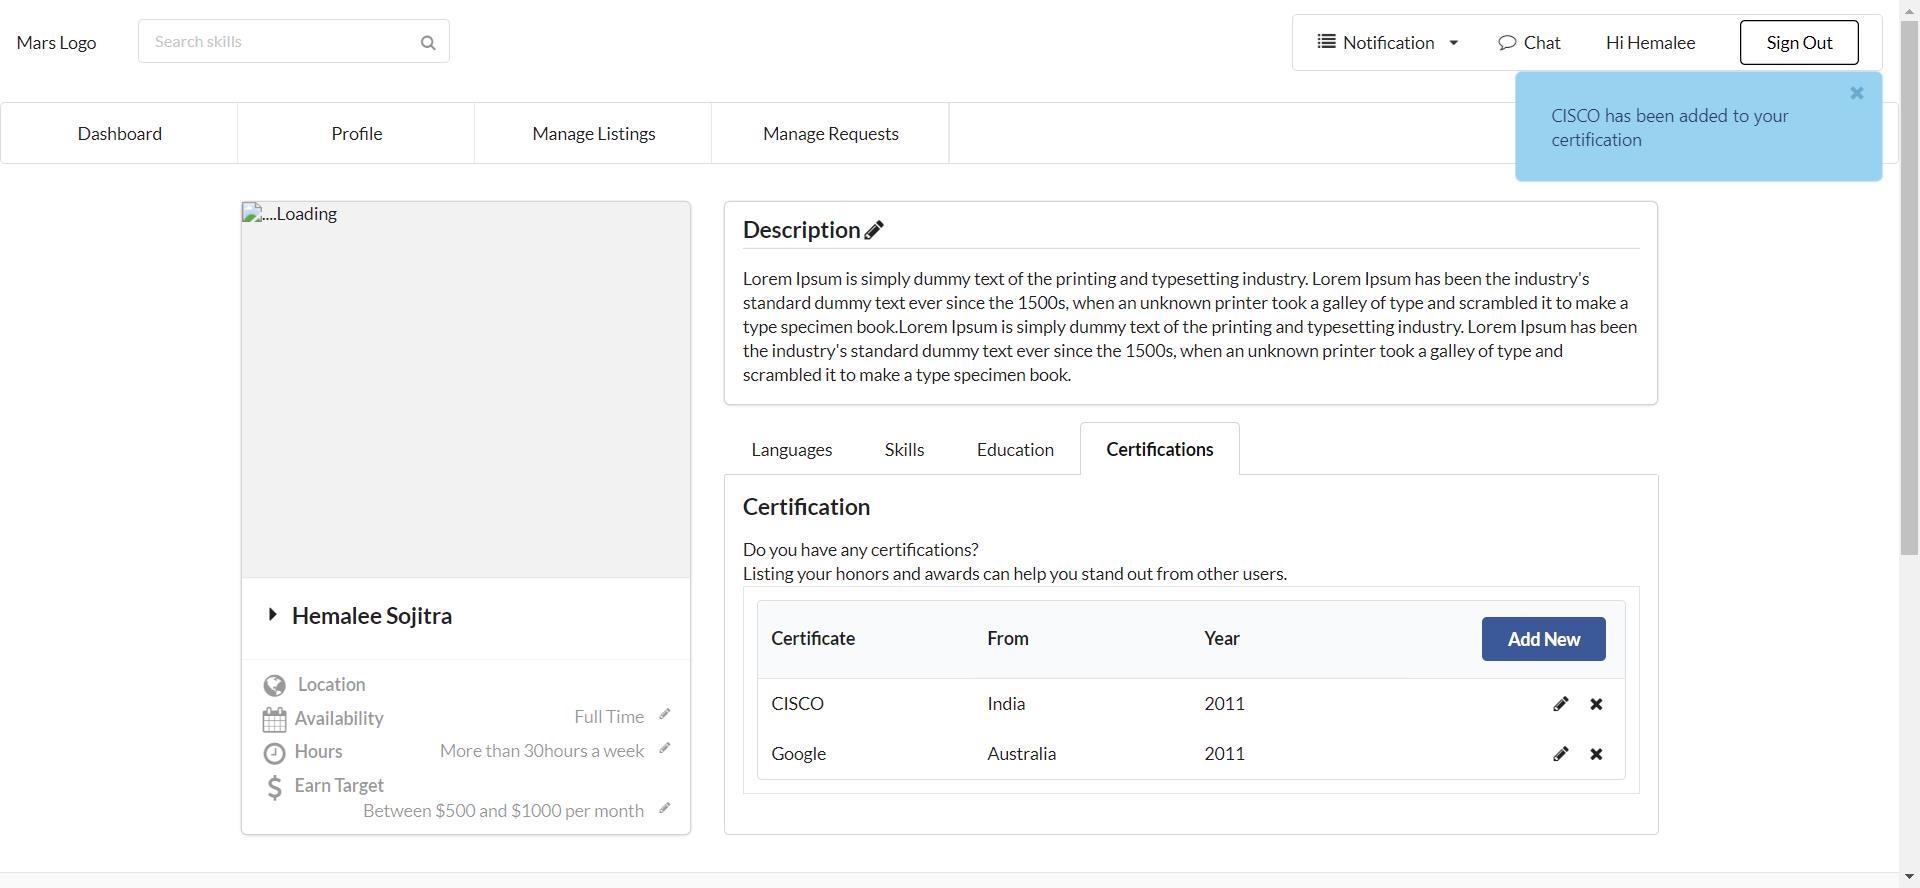 Mars Logo
Search skills
Notification
Chat
Hi Hemalee
Sign Out
CISCO has been added to your
certification
Dashboard
Profile
Manage Listings
Manage Requests
....Loading
Hemalee Sojitra
Location
Availability
Full Time
Hours
More than 30hours a week
Earn Target
Between $500 and $1000 per month
Description
Lorem Ipsum is simply dummy text of the printing and typesetting industry. Lorem Ipsum has been the industry's
standard dummy text ever since the 1500s, when an unknown printer took a galley of type and scrambled it to make a
type specimen book.Lorem Ipsum is simply dummy text of the printing and typesetting industry. Lorem Ipsum has been
the industry's standard dummy text ever since the 1500s, when an unknown printer took a galley of type and
scrambled it to make a type specimen book.
Languages
Skills
Education
Certifications
Certification
Do you have any certifications?
Listing your honors and awards can help you stand out from other users.
Certificate From Year Add New
CISCO India 2011
Google Australia 2011